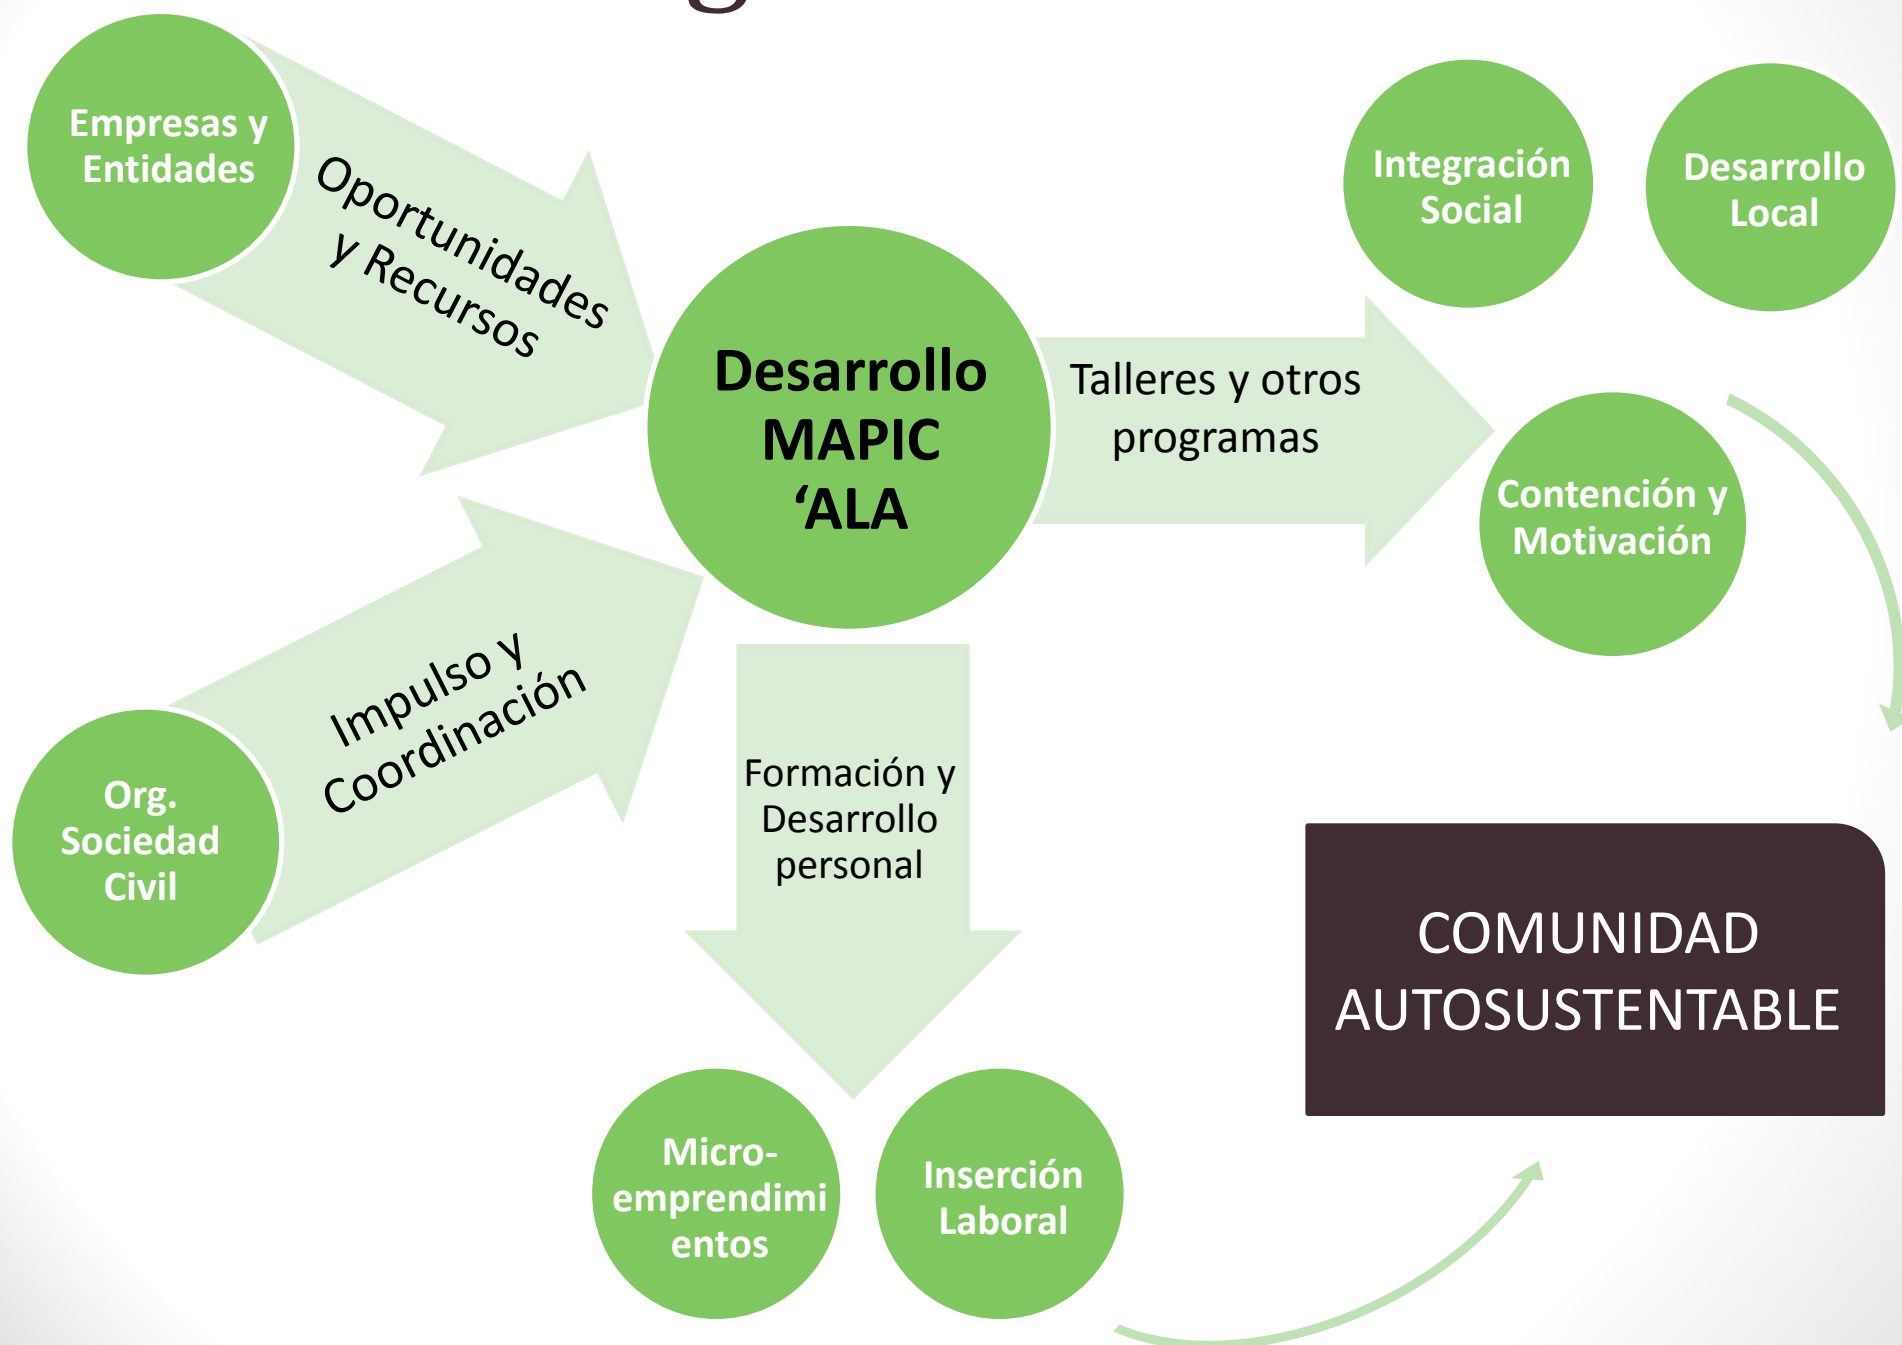 Empresas y
Entidades
Oportunidades
y Recursos
Integración
Social
Desarrollo
Local
Desarrollo
MAPIC
‘ALA
Talleres y otros
programas
Contención y
Motivación
Impulso y
Coordinación
Org.
Sociedad
Civil
Formación y
Desarrollo
personal
COMUNIDAD
AUTOSUSTENTABLE
Micro-
emprendimi
entos
Inserción
Laboral